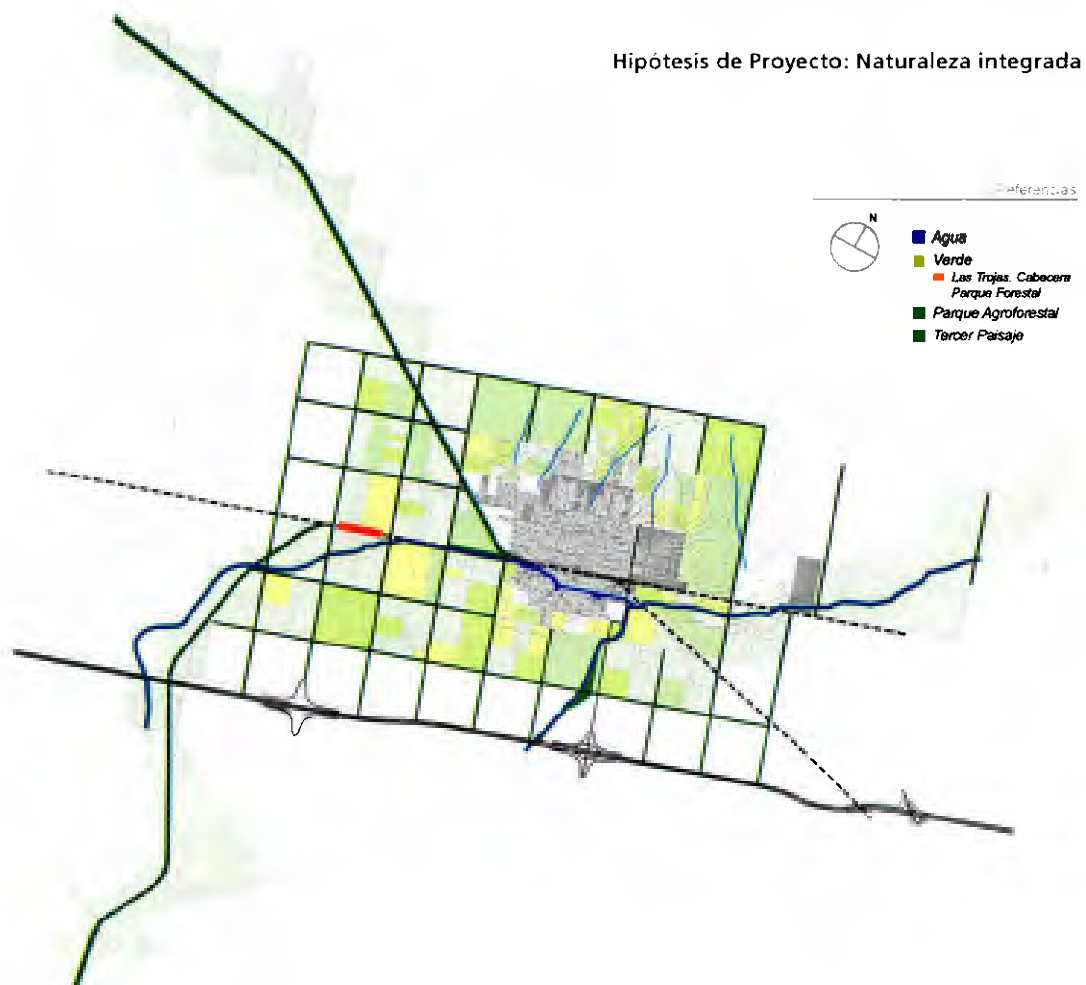 Hipótesis de Proyecto: Naturaleza integrada
Referencias
N
Agua
Verde
Las Trojas. Cabecera
Parque Forestal
Parque Agroforestal
Tercer Paisaje